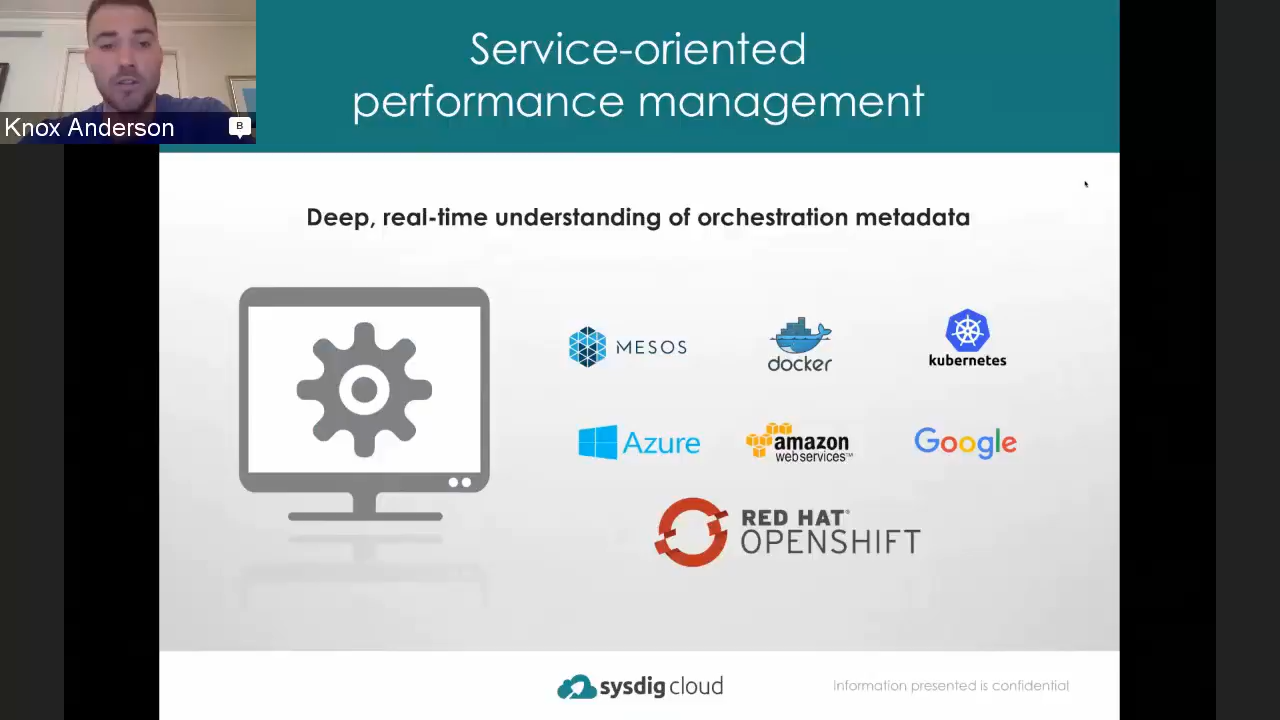 Service-oriented
performance management
Knox Anderson
B
Deep, real-time understanding of orchestration metadata
MESOS
docker
kubernetes
Azure
amazon
webservices™
Google
RED HAT®
OPENSHIFT
sysdig cloud
Information presented is confidential